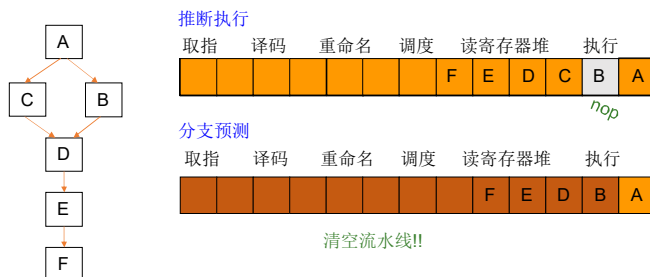 推断执行
取指 译码 重命名 调度 读寄存器堆 执行
F E D C B A
nop
分支预测
取指 译码 重命名 调度 读寄存器堆 执行
F E D B A
清空流水线!!
A
C B
D
E
F